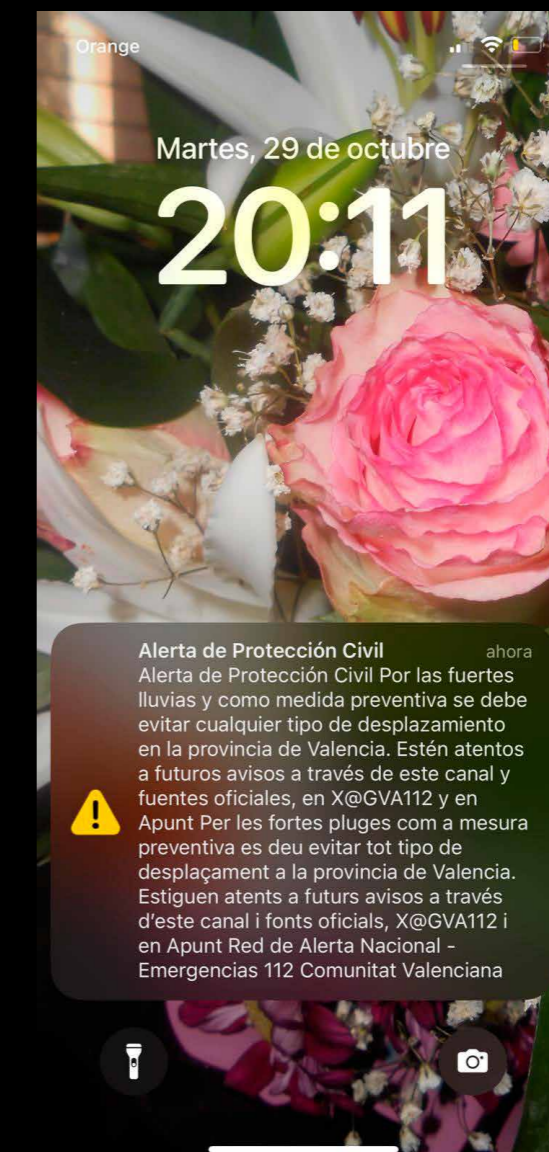 Orange
Martes, 29 de octubre
20:11
Alerta de Protección Civil ahora
Alerta de Protección Civil Por las fuertes
lluvias y como medida preventiva se debe
evitar cualquier tipo de desplazamiento
en la provincia de Valencia. Estén atentos
a futuros avisos a través de este canal y
fuentes oficiales, en X@GVA112 y en
Apunt Per les fortes pluges com a mesura
preventiva es deu evitar tot tipo de
desplaçament a la provincia de Valencia.
Estiguen atents a futurs avisos a través
d'este canal i fonts oficials, X@GVA112 i
en Apunt Red de Alerta Nacional -
Emergencias 112 Comunitat Valenciana